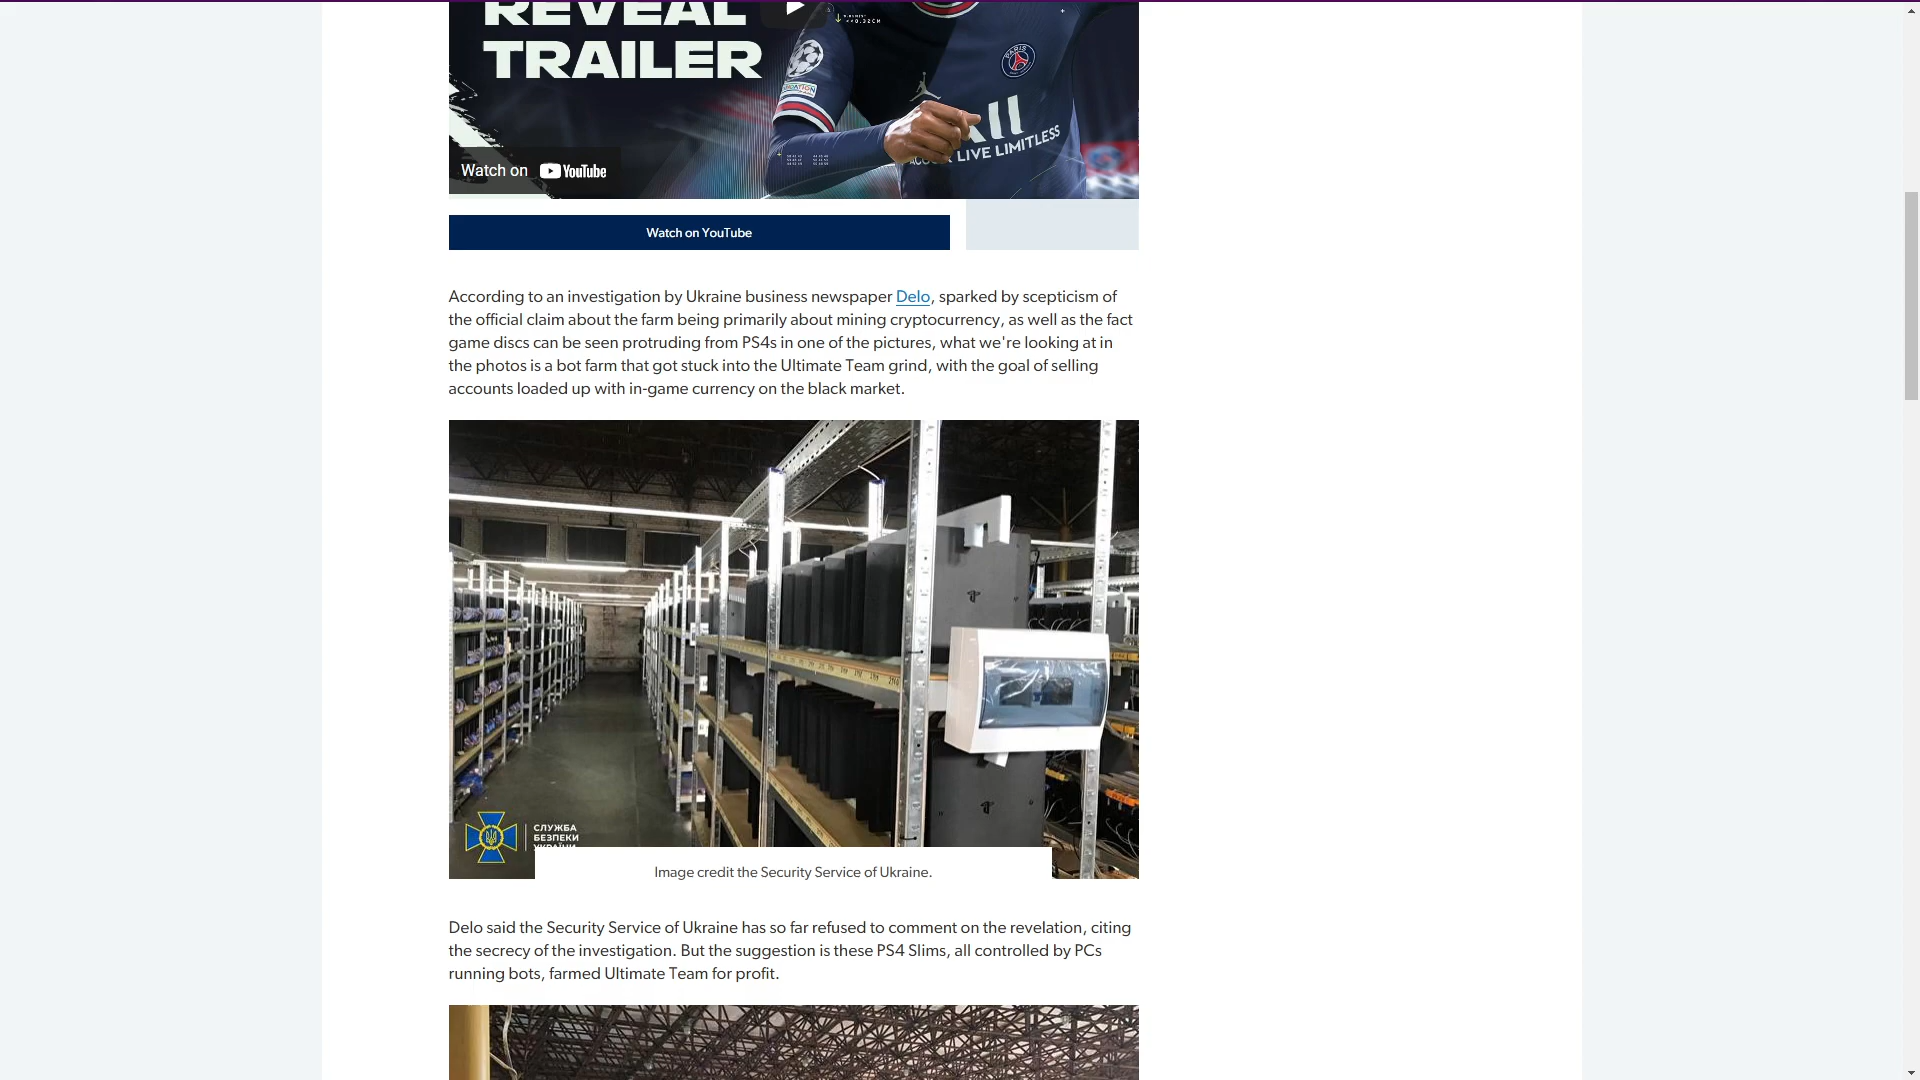 REVEAL
TRAILER
PARIS
LIVE LIMITLESS
Watch on YouTube
Watch on YouTube
According to an investigation by Ukraine business newspaper Delo, sparked by scepticism of
the official claim about the farm being primarily about mining cryptocurrency, as well as the fact
game discs can be seen protruding from PS4s in one of the pictures, what we're looking at in
the photos is a bot farm that got stuck into the Ultimate Team grind, with the goal of selling
accounts loaded up with in-game currency on the black market.
СЛУЖБА
БЕЗПЕКИ
УКРАЇНИ
Image credit the Security Service of Ukraine.
Delo said the Security Service of Ukraine has so far refused to comment on the revelation, citing
the secrecy of the investigation. But the suggestion is these PS4 Slims, all controlled by PCs
running bots, farmed Ultimate Team for profit.